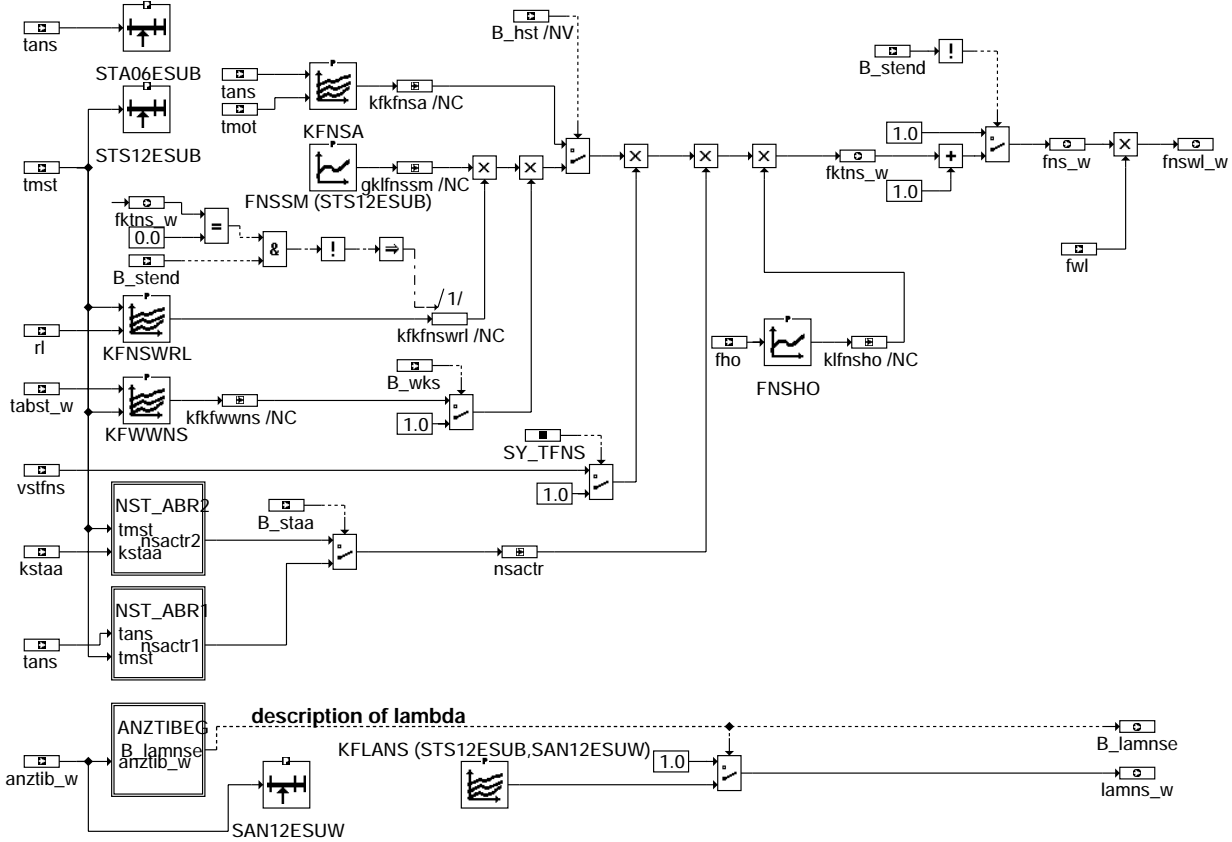 tans
STA06ESUB
STS12ESUB
tmst
tans
tmot
kfkfnsa /NC
KFNSA
B_hst /NV
B_stend
!
1.0
1.0
+
fktns_w
fns_w
fnswl_w
fwl
gklfnssm /NC
FNSSM (STS12ESUB)
fktns_w
0.0
=
&
!
⇒
B_stend
/1/
kfkfnswrl /NC
rl
KFNSWRL
fho
FNSHO
klfnsho /NC
B_wks
tabst_w
KFWWNS
kfkfwwns /NC
1.0
SY_TFNS
vstfns
1.0
NST_ABR2
tmst
kstaa
nsactr2
kstaa
B_staa
nsactr
NST_ABR1
tans
nsactr1
tmst
tans
description of lambda
ANZTIBEG
B_lamnse
anztib_w
anztib_w
KFLANS (STS12ESUB,SAN12ESUW)
1.0
B_lamnse
lamns_w
SAN12ESUW